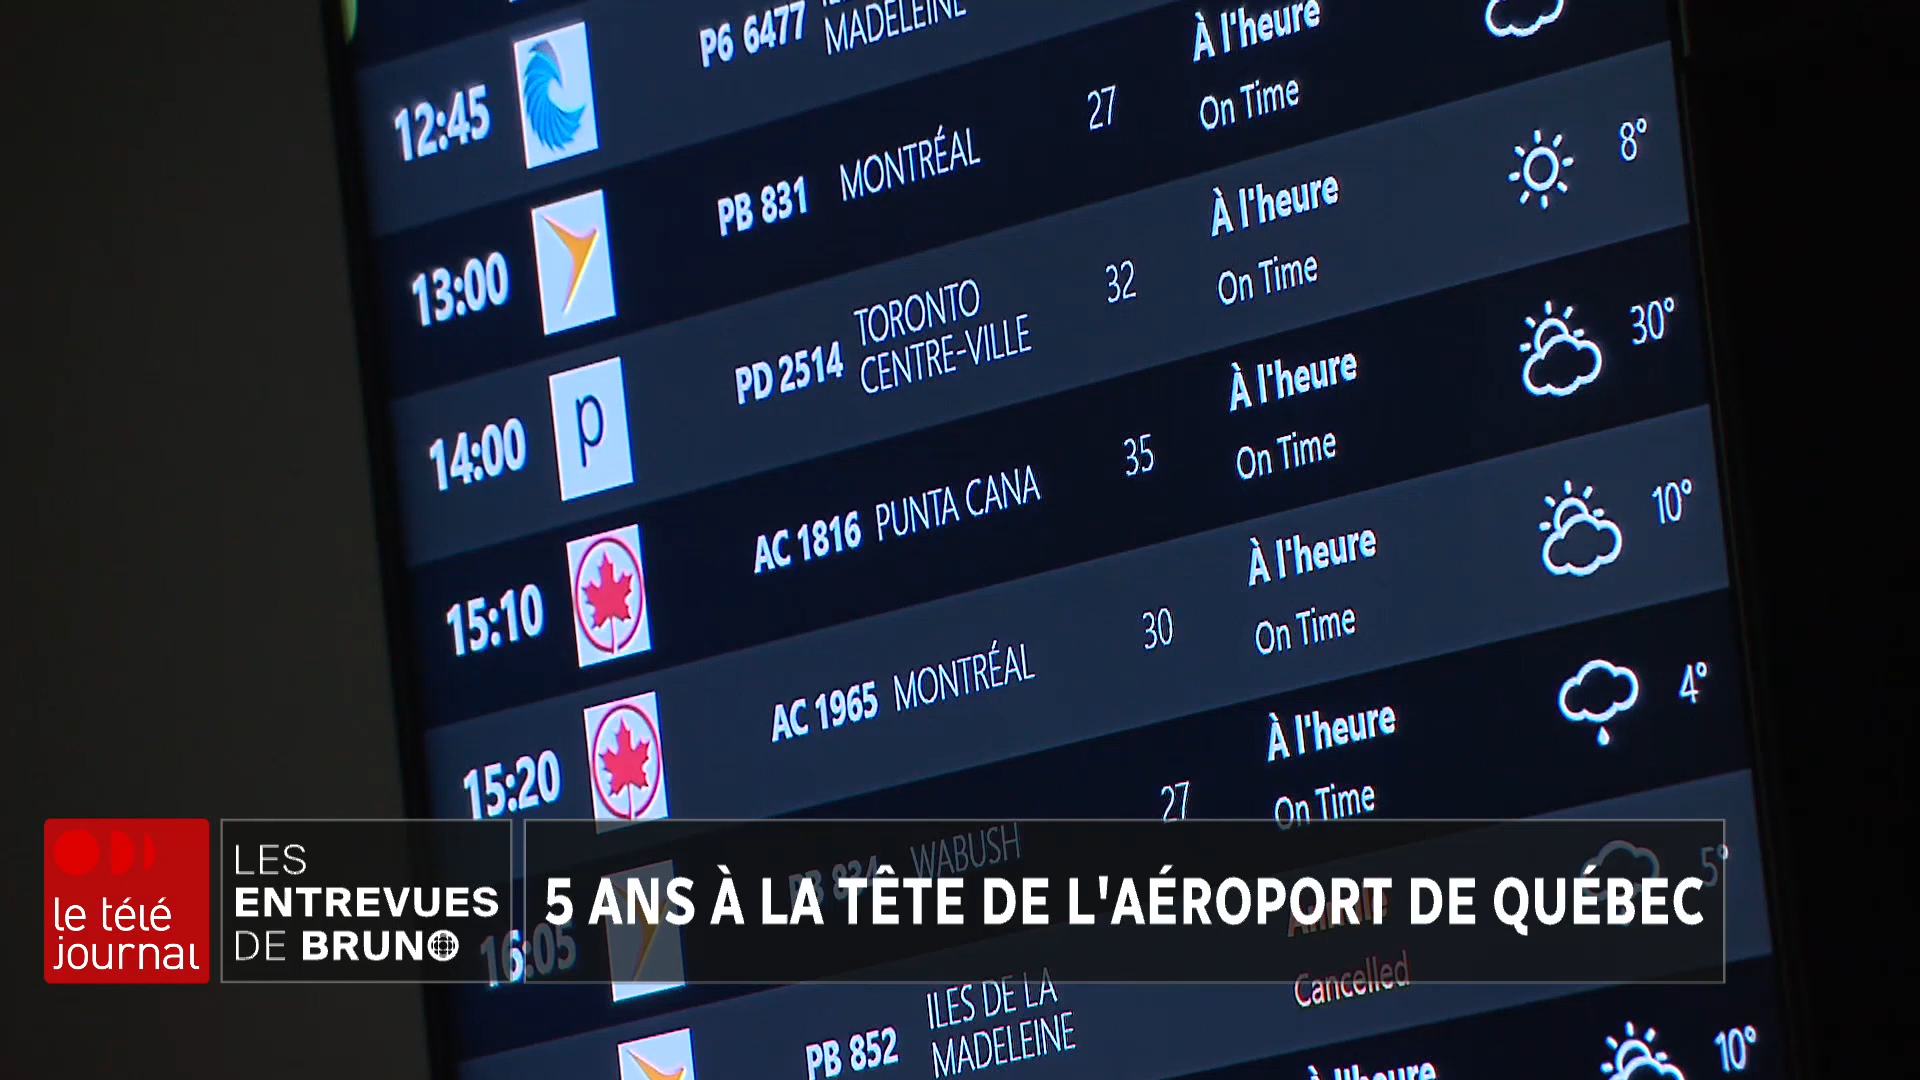 12:45 P6 6477 MADELEINE
13:00 PB 831 MONTRÉAL 27 À l'heure
On Time
14:00 PD 2514 TORONTO
CENTRE-VILLE 32 À l'heure
On Time 8°
15:10 AC 1816 PUNTA CANA 35 À l'heure
On Time 30°
15:20 AC 1965 MONTRÉAL 30 À l'heure
On Time 10°
16:05 WABUSH 27 À l'heure
On Time 4°
PB 852 ILES DE LA
MADELEINE
Cancelled 5°
À l'heure 10°
le télé
journal
LES
ENTREVUES
DE BRUNO
5 ANS À LA TÊTE DE L'AÉROPORT DE QUÉBEC